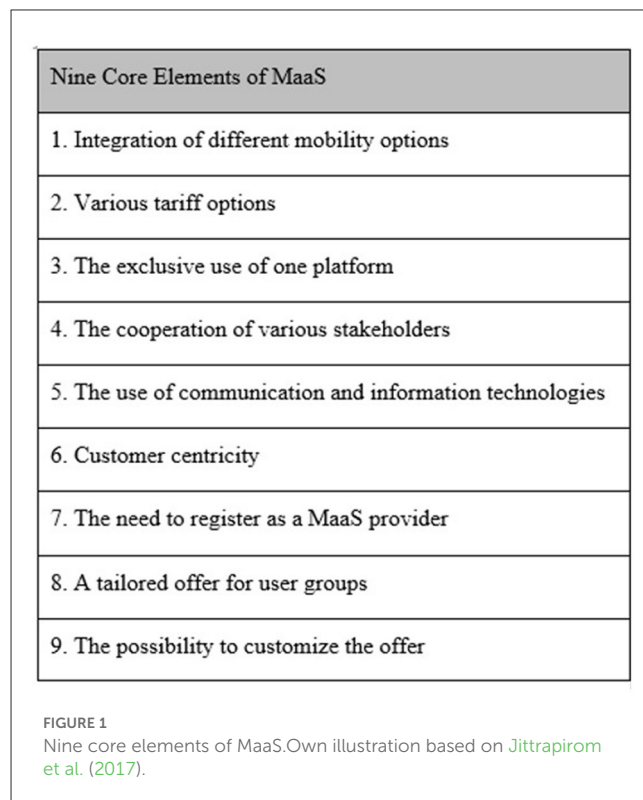 Nine Core Elements of MaaS
1. Integration of different mobility options
2. Various tariff options
3. The exclusive use of one platform
4. The cooperation of various stakeholders
5. The use of communication and information technologies
6. Customer centricity
7. The need to register as a MaaS provider
8. A tailored offer for user groups
9. The possibility to customize the offer
FIGURE 1
Nine core elements of MaaS.Own illustration based on Jittrapirom
et al. (2017).